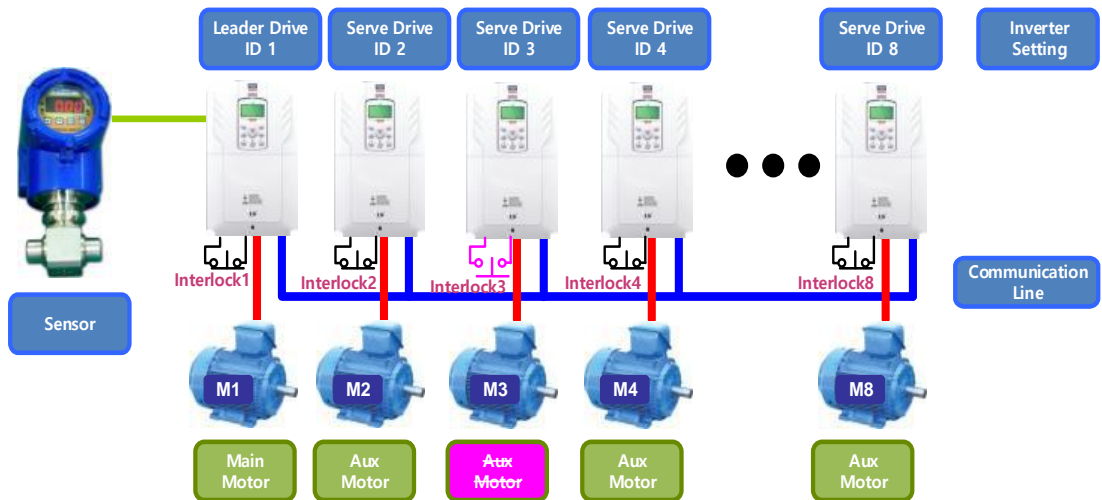 Leader Drive
ID 1
Serve Drive
ID 2
Serve Drive
ID 3
Serve Drive
ID 4
Serve Drive
ID 8
Inverter
Setting
Interlock1
Interlock2
Interlock3
Interlock4
Interlock8
Communication
Line
Sensor
M1
M2
M3
M4
M8
Main
Motor
Aux
Motor
Aux
Motor
Aux
Motor
Aux
Motor